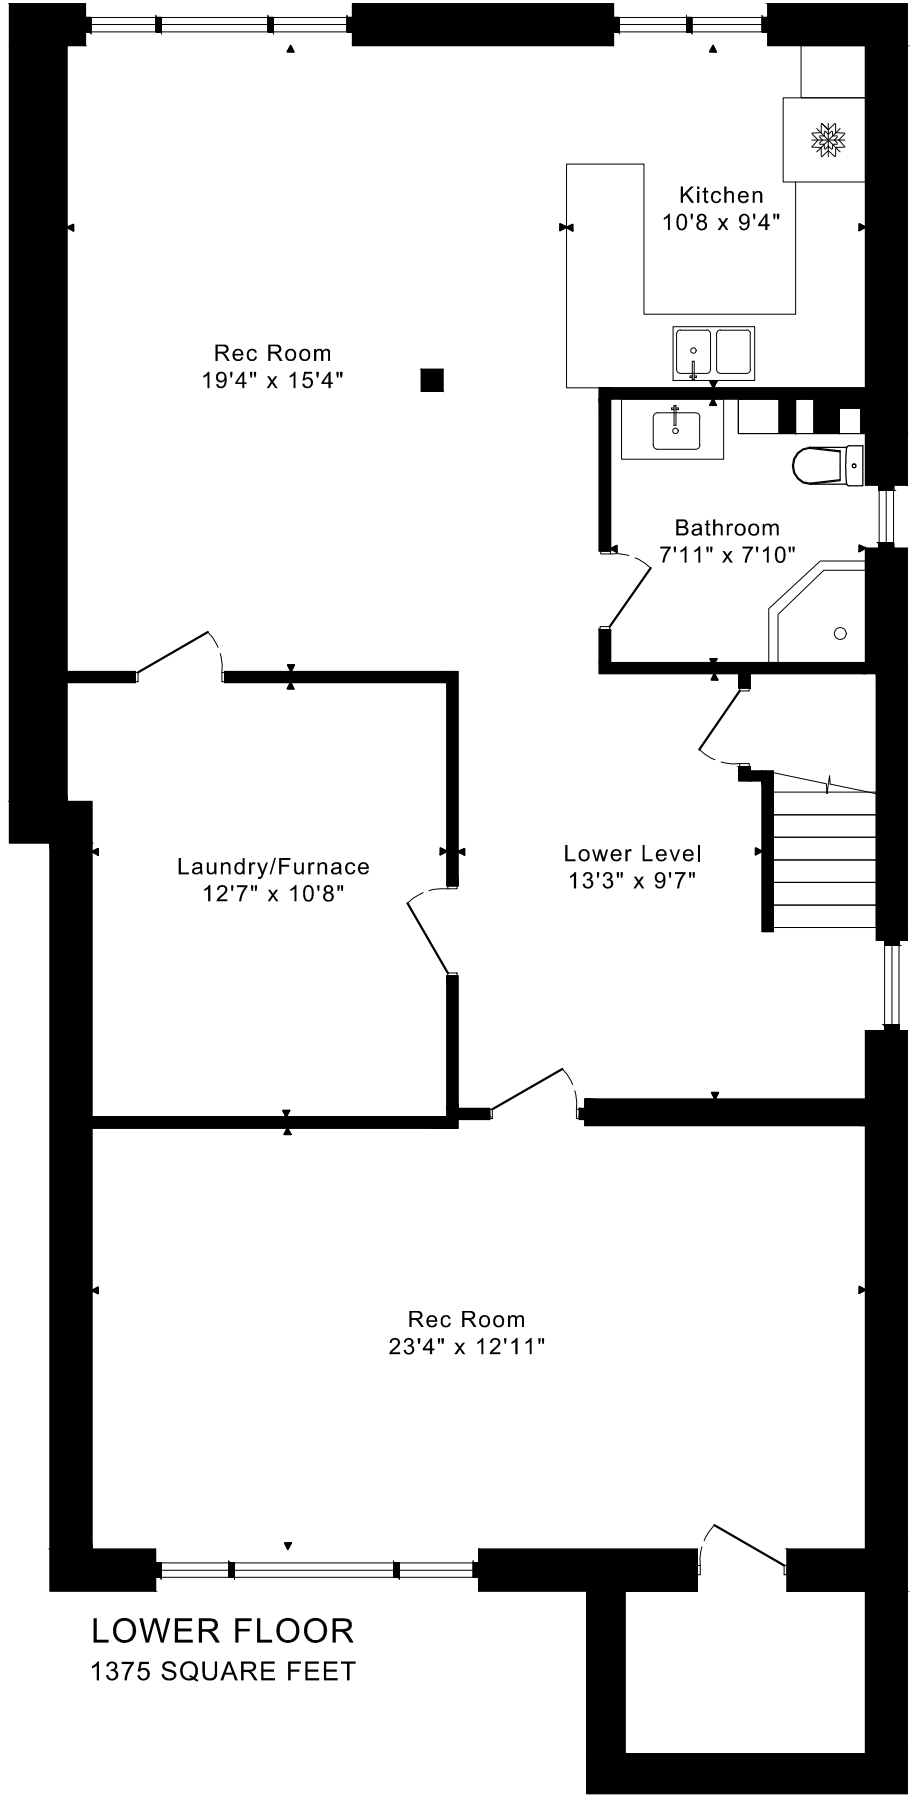 Kitchen
10'8 x 9'4"
Rec Room
19'4" x 15'4"
Bathroom
7'11" x 7'10"
Laundry/Furnace
12'7" x 10'8"
Lower Level
13'3" x 9'7"
Rec Room
23'4" x 12'11"
LOWER FLOOR
1375 SQUARE FEET